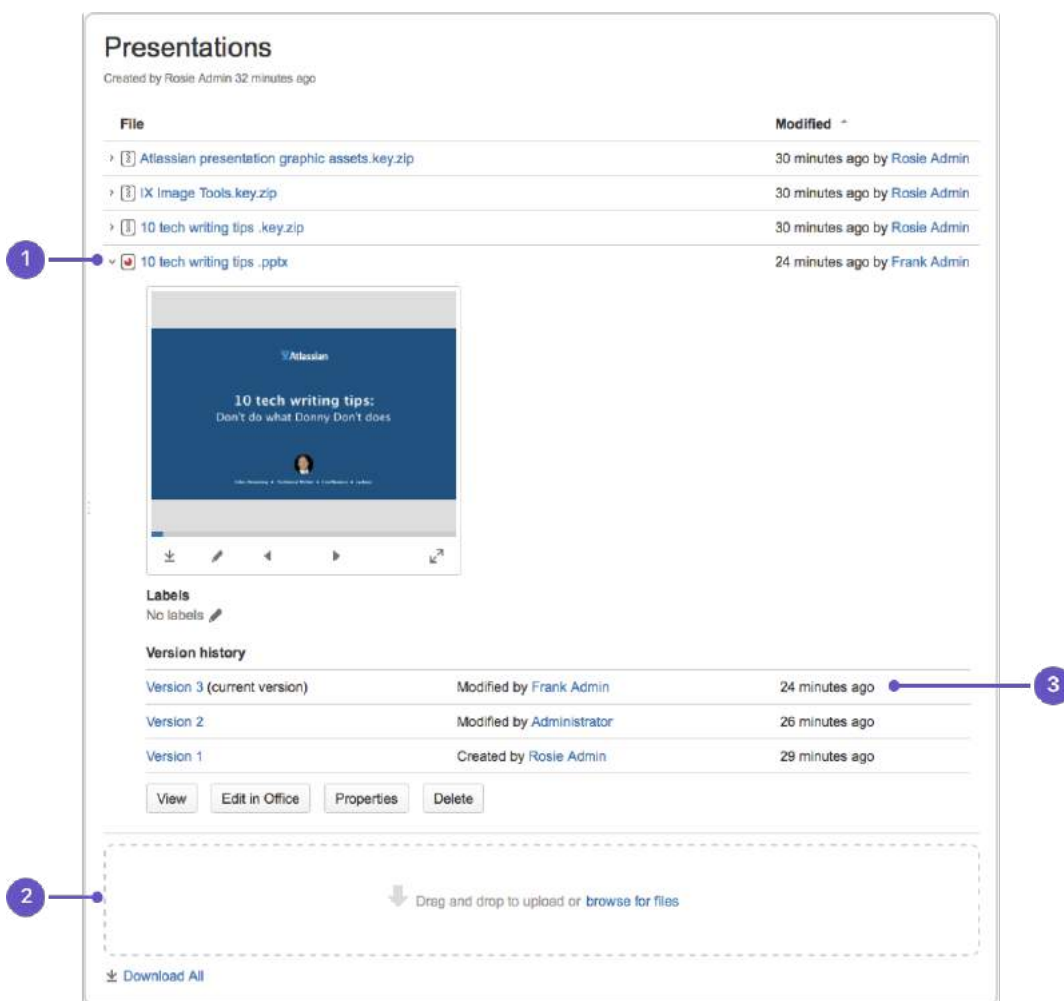 Presentations
Created by Rosie Admin 32 minutes ago
File Modified
Atlassian presentation graphic assets.key.zip 30 minutes ago by Rosie Admin
IX Image Tools.key.zip 30 minutes ago by Rosie Admin
10 tech writing tips .key.zip 30 minutes ago by Rosie Admin
1 10 tech writing tips .pptx 24 minutes ago by Frank Admin
Atlassian
10 tech writing tips:
Don't do what Donny Don't does
Labels
No labels
Version history
Version 3 (current version) Modified by Frank Admin 24 minutes ago 3
Version 2 Modified by Administrator 26 minutes ago
Version 1 Created by Rosie Admin 29 minutes ago
View Edit in Office Properties Delete
2 Drag and drop to upload or browse for files
Download All